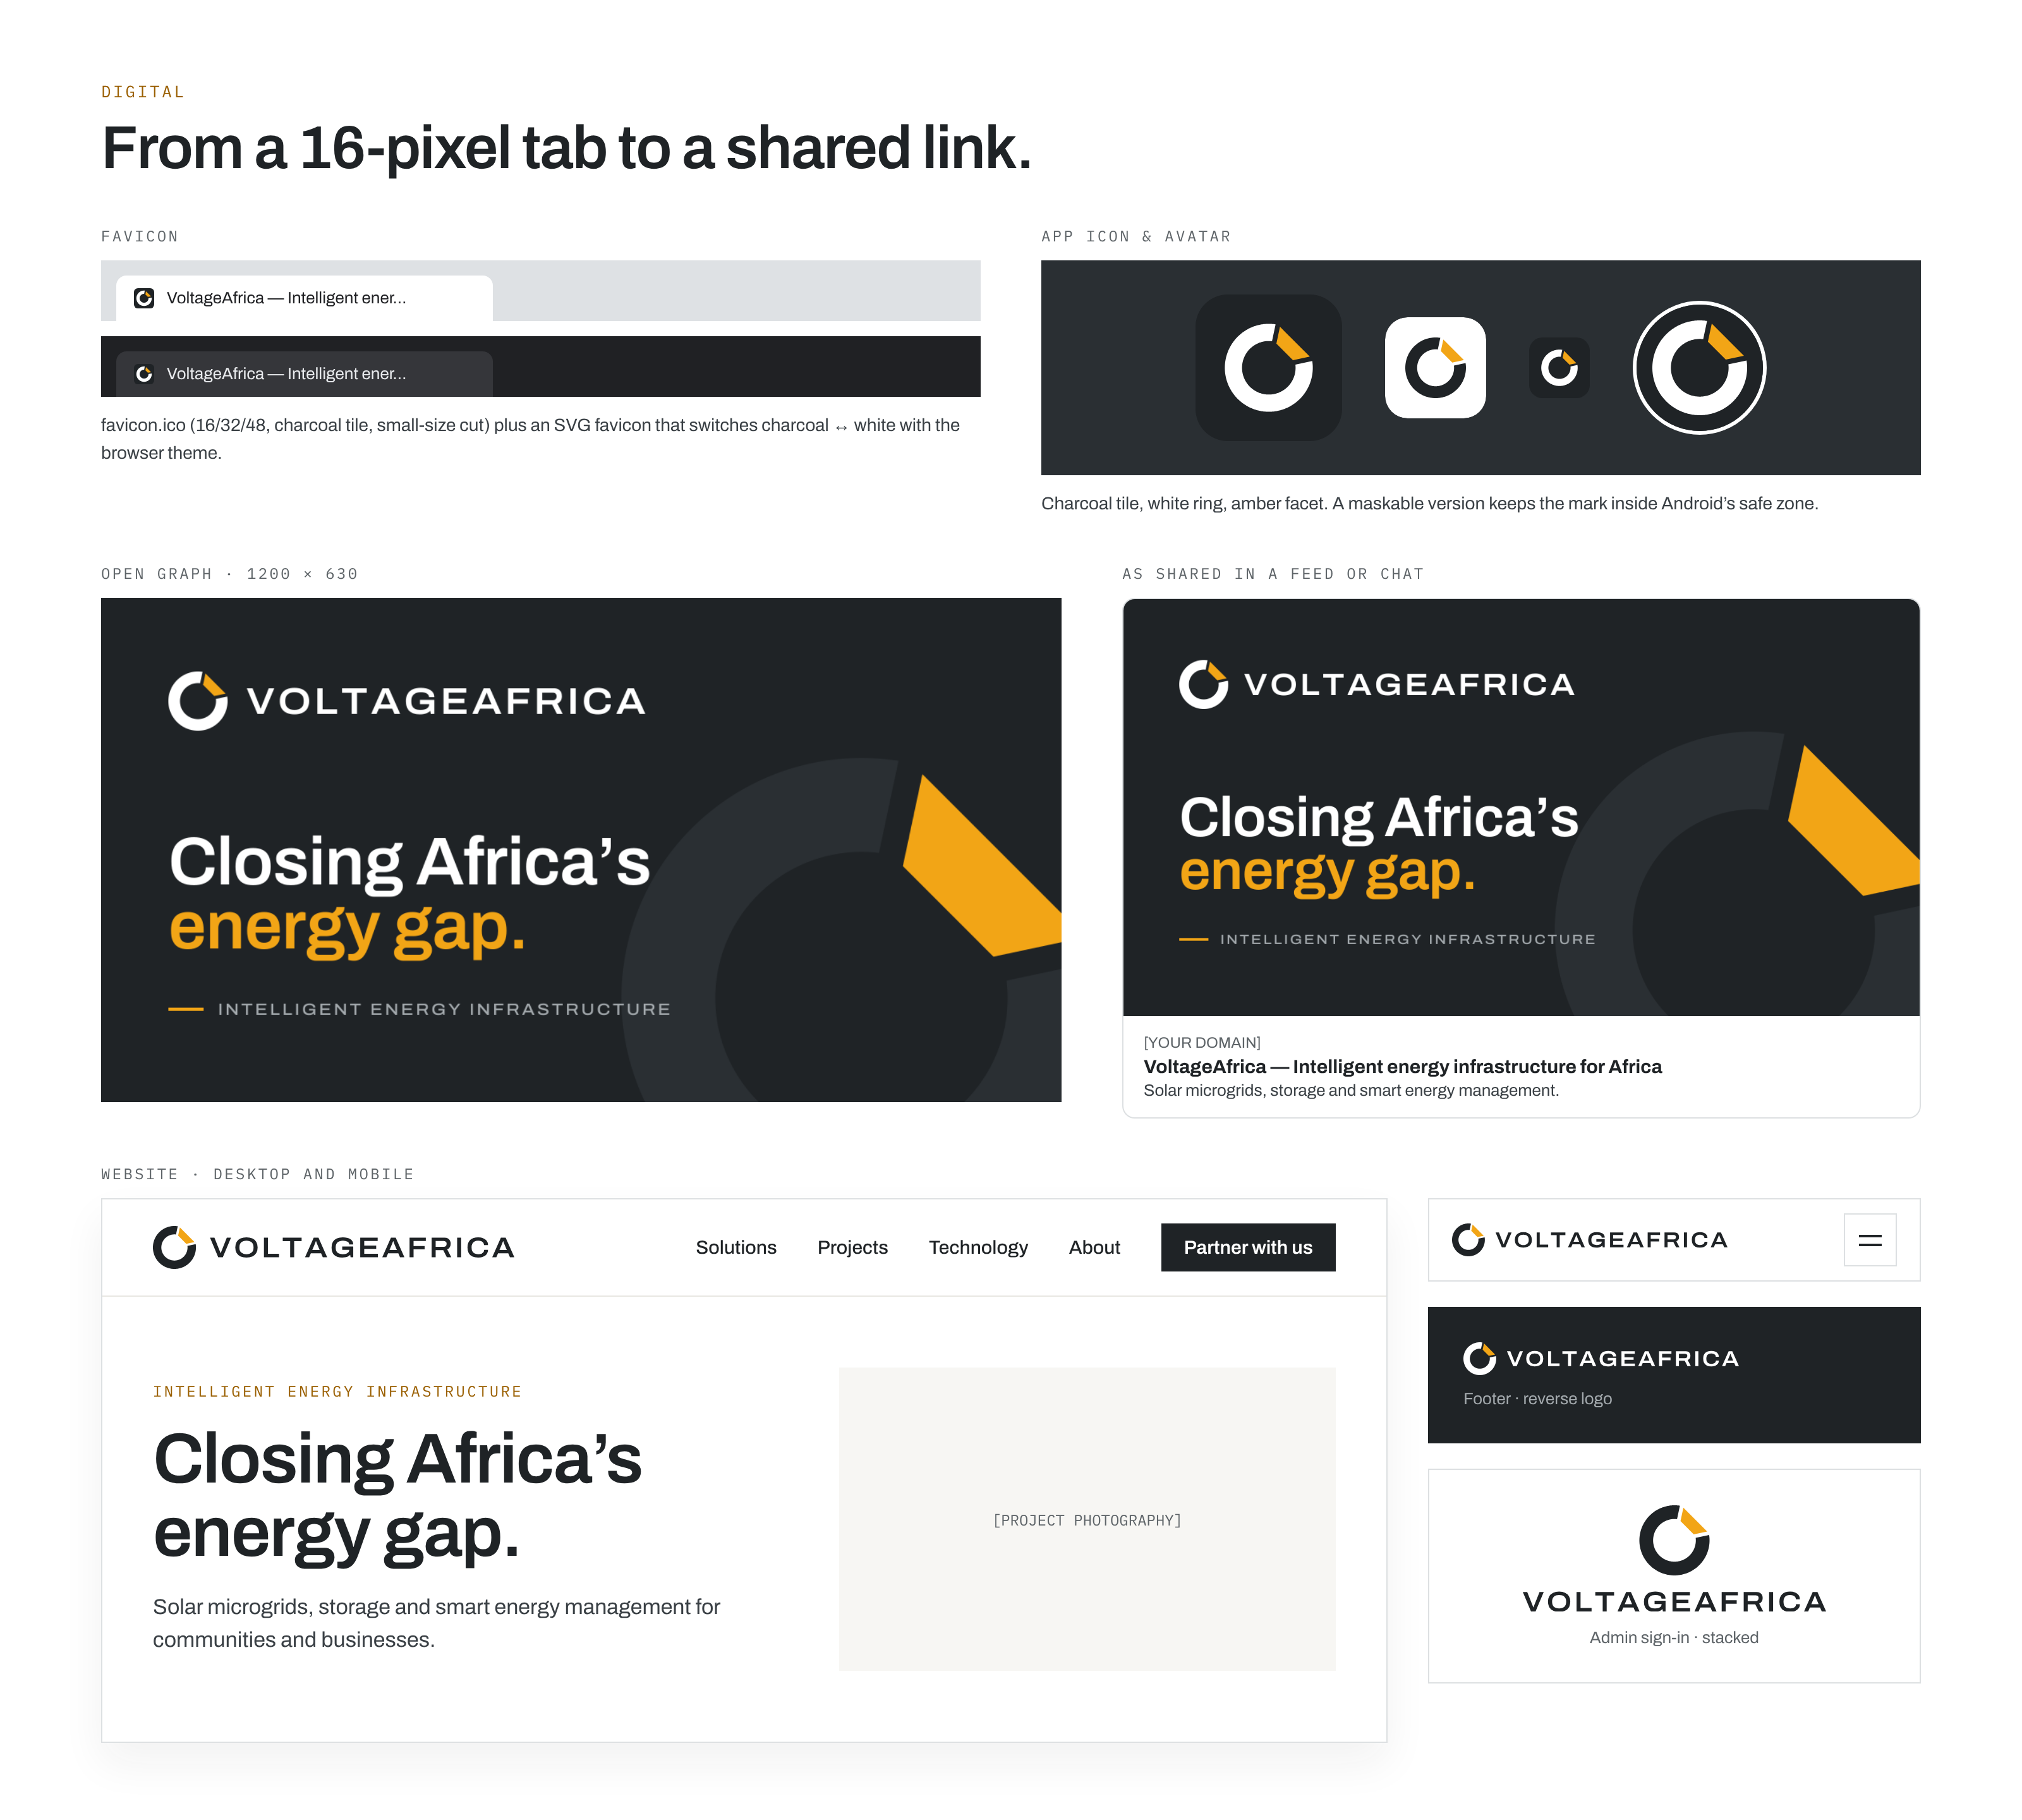 DIGITAL
From a 16-pixel tab to a shared link.
FAVICON
VoltageAfrica — Intelligent ener...
VoltageAfrica — Intelligent ener...
favicon.ico (16/32/48, charcoal tile, small-size cut) plus an SVG favicon that switches charcoal ↔ white with the
browser theme.
APP ICON & AVATAR
Charcoal tile, white ring, amber facet. A maskable version keeps the mark inside Android’s safe zone.
OPEN GRAPH · 1200 × 630
VOLTAGEAFRICA
Closing Africa’s
energy gap.
INTELLIGENT ENERGY INFRASTRUCTURE
AS SHARED IN A FEED OR CHAT
VOLTAGEAFRICA
Closing Africa’s
energy gap.
INTELLIGENT ENERGY INFRASTRUCTURE
[YOUR DOMAIN]
VoltageAfrica — Intelligent energy infrastructure for Africa
Solar microgrids, storage and smart energy management.
WEBSITE · DESKTOP AND MOBILE
VOLTAGEAFRICA
Solutions Projects Technology About Partner with us
INTELLIGENT ENERGY INFRASTRUCTURE
Closing Africa’s
energy gap.
Solar microgrids, storage and smart energy management for
communities and businesses.
[PROJECT PHOTOGRAPHY]
VOLTAGEAFRICA
VOLTAGEAFRICA
Footer · reverse logo
VOLTAGEAFRICA
Admin sign-in · stacked